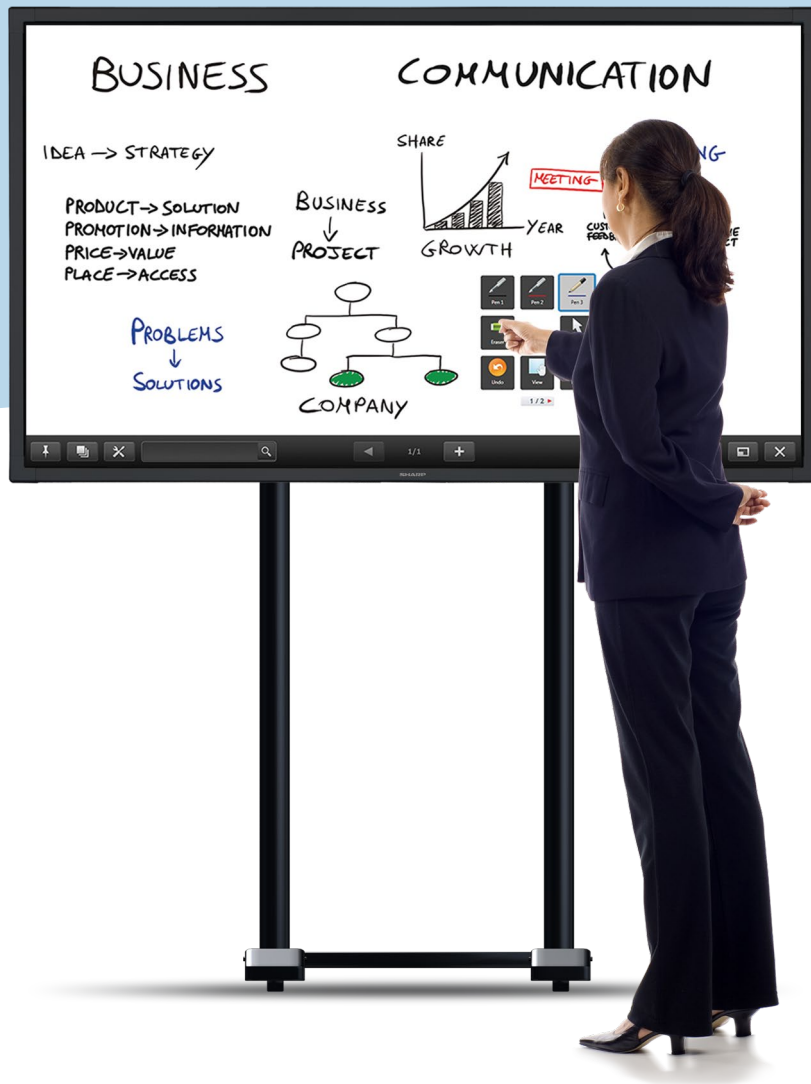 BUSINESS COMMUNICATION
IDEA → STRATEGY
PRODUCT → SOLUTION
PROMOTION → INFORMATION
PRICE → VALUE
PLACE → ACCESS
PROBLEMS
↓
SOLUTIONS
BUSINESS
↓
PROJECT
COMPANY
SHARE
YEAR
GROWTH
MEETING
Pen 1
Pen 2
Pen 3
Eraser
Undo
View
1 / 2
1/1
SHARP